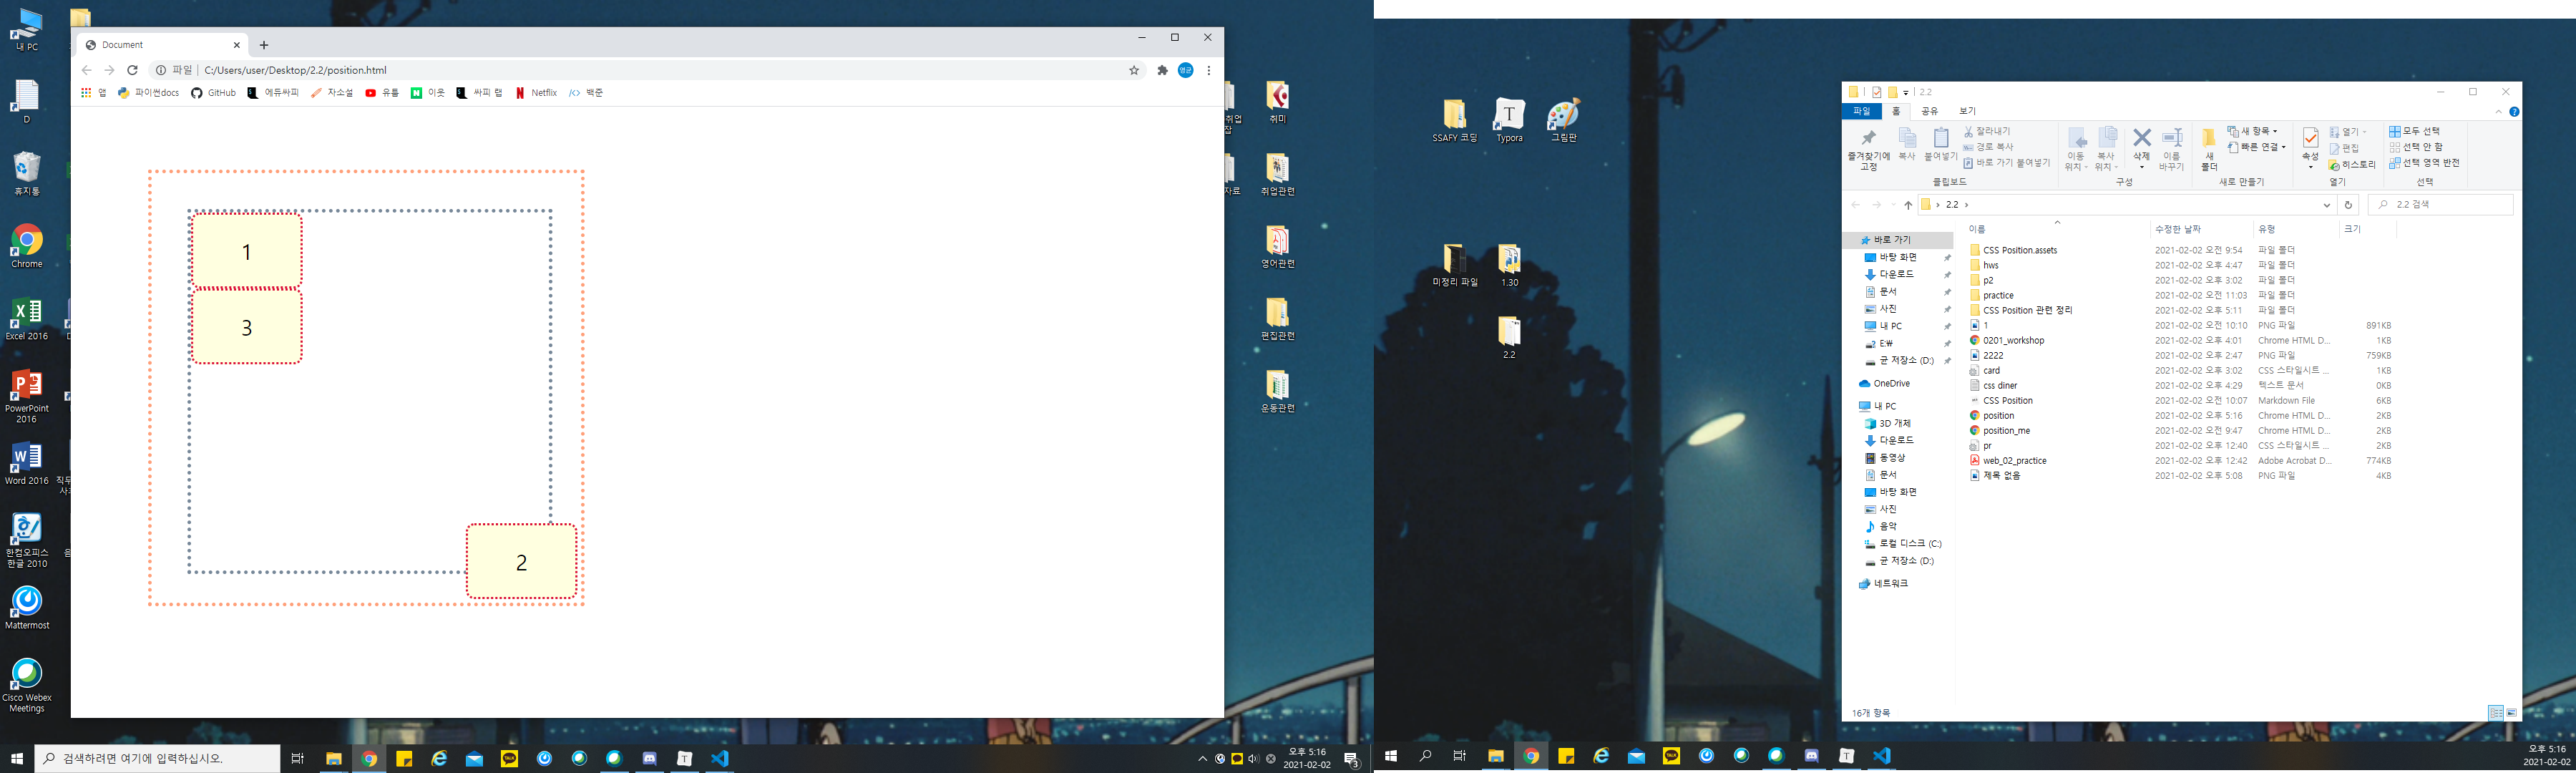 내 PC
D
휴지통
Chrome
Excel 2016
PowerPoint
2016
Word 2016
한컴오피스
한글 2010
Mattermost
Cisco Webex
Meetings
Document
파일 C:/Users/user/Desktop/2.2/position.html
영균
앱 파이썬docs GitHub 에듀싸피 자소설 유툽 이웃 싸피 랩 Netflix 백준
1
3
2
취미
취업관련
영어관련
편집관련
운동관련
검색하려면 여기에 입력하십시오.
TALK
오후 5:16
2021-02-02
3
SSAFY 코딩 Typora 그림판
미정리 파일 1.30
2.2
2.2
파일 홈 공유 보기
즐겨찾기에
고정
복사
붙여넣기
잘라내기
경로 복사
바로 가기 붙여넣기
클립보드
이동
위치
복사
위치
삭제
이름
바꾸기
구성
새
폴더
새 항목
빠른 연결
새로 만들기
속성
열기
편집
히스토리
열기
모두 선택
선택 안 함
선택 영역 반전
선택
2.2
2.2 검색
바로 가기
바탕 화면
다운로드
문서
사진
내 PC
E:₩
균 저장소 (D:)
OneDrive
내 PC
3D 개체
다운로드
동영상
문서
바탕 화면
사진
음악
로컬 디스크 (C:)
균 저장소 (D:)
네트워크
이름 수정한 날짜 유형 크기
CSS Position.assets 2021-02-02 오전 9:54 파일 폴더
hws 2021-02-02 오후 4:47 파일 폴더
p2 2021-02-02 오후 3:02 파일 폴더
practice 2021-02-02 오전 11:03 파일 폴더
CSS Position 관련 정리 2021-02-02 오후 5:11 파일 폴더
1 2021-02-02 오전 10:10 PNG 파일 891KB
0201_workshop 2021-02-02 오후 4:01 Chrome HTML D... 1KB
2222 2021-02-02 오후 2:47 PNG 파일 759KB
card 2021-02-02 오후 3:02 CSS 스타일시트 ... 1KB
css diner 2021-02-02 오후 4:29 텍스트 문서 0KB
CSS Position 2021-02-02 오전 10:07 Markdown File 6KB
position 2021-02-02 오후 5:16 Chrome HTML D... 2KB
position_me 2021-02-02 오전 9:47 Chrome HTML D... 2KB
pr 2021-02-02 오후 12:40 CSS 스타일시트 ... 2KB
web_02_practice 2021-02-02 오후 12:42 Adobe Acrobat D... 774KB
제목 없음 2021-02-02 오후 5:08 PNG 파일 4KB
16개 항목
TALK
오후 5:16
2021-02-02